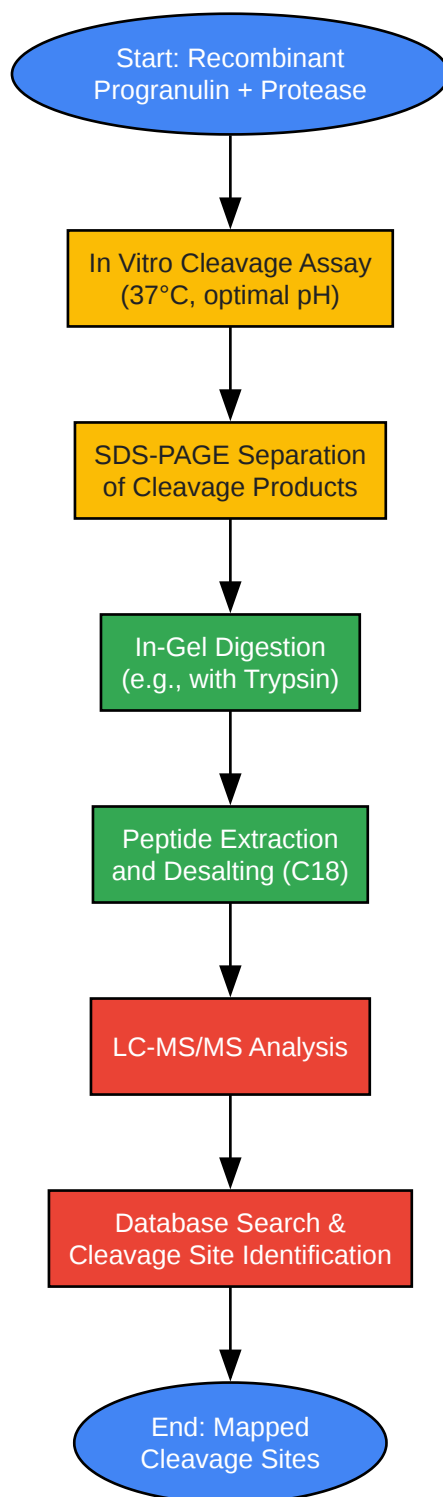 Start: Recombinant
Progranulin + Protease
In Vitro Cleavage Assay
(37°C, optimal pH)
SDS-PAGE Separation
of Cleavage Products
In-Gel Digestion
(e.g., with Trypsin)
Peptide Extraction
and Desalting (C18)
LC-MS/MS Analysis
Database Search &
Cleavage Site Identification
End: Mapped
Cleavage Sites